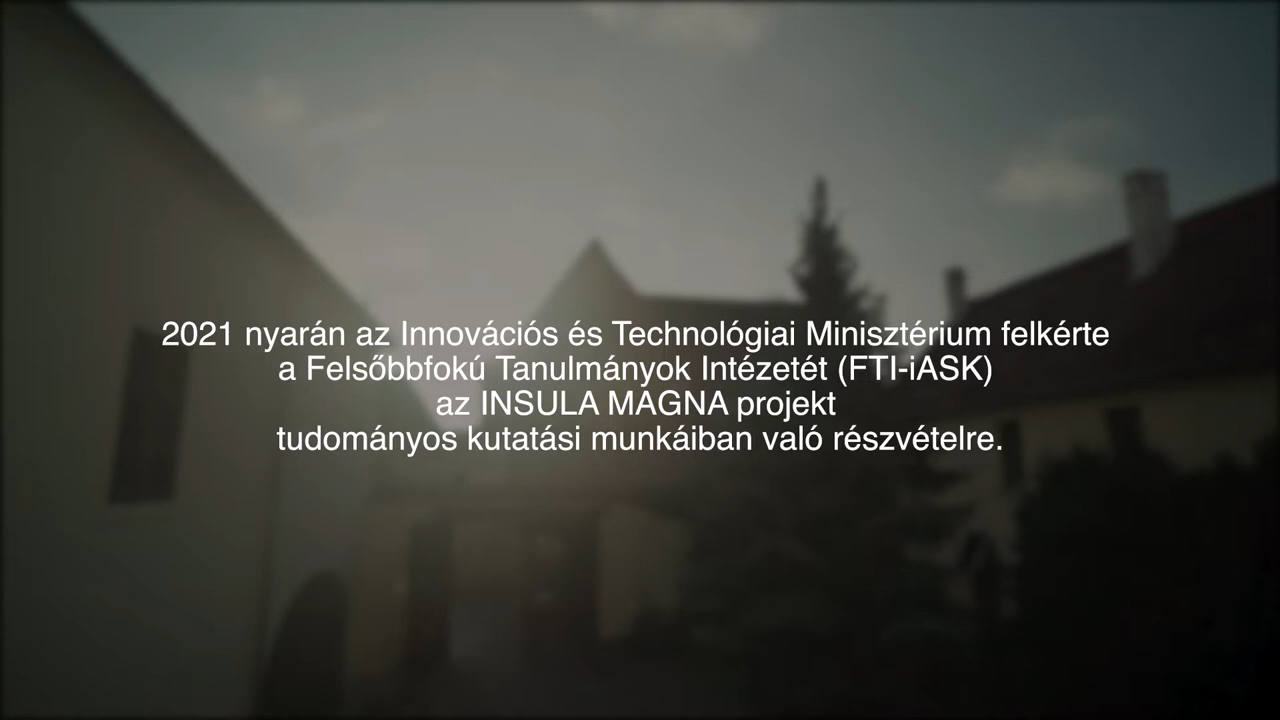 2021 nyarán az Innovációs és Technológiai Minisztérium felkérte
a Felsőbbfokú Tanulmányok Intézetét (FTI-iASK)
az INSULA MAGNA projekt
tudományos kutatási munkáiban való részvételre.